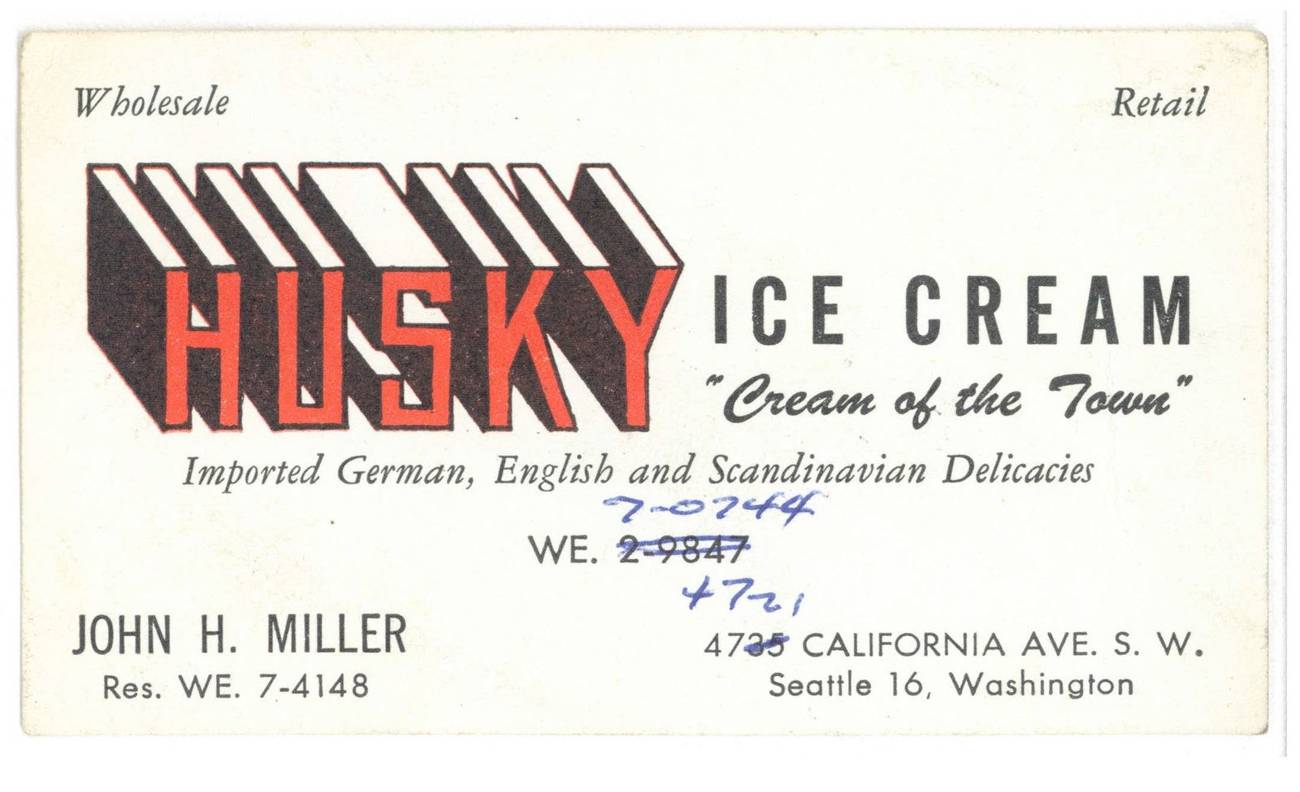 Wholesale Retail
HUSKY ICE CREAM
"Cream of the Town"
Imported German, English and Scandinavian Delicacies
7-0744
WE. 2-9847
4721
JOHN H. MILLER
Res. WE. 7-4148
4735 CALIFORNIA AVE. S. W.
Seattle 16, Washington